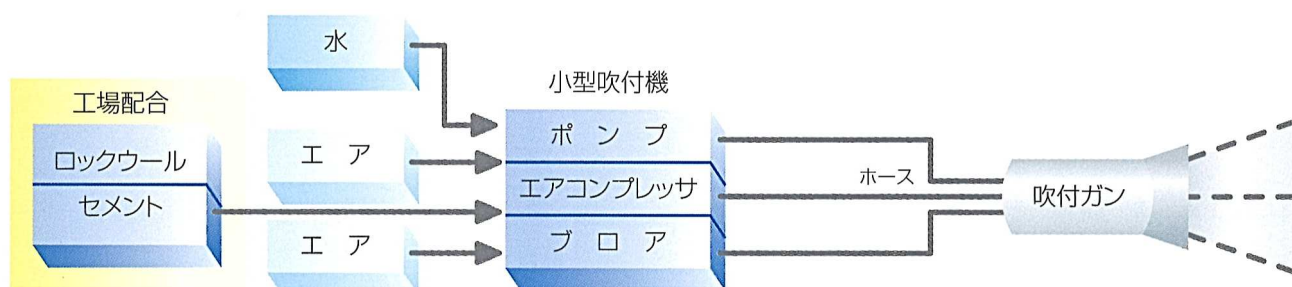 水
小型吹付機
工場配合
ポンプ
ロックウール
エア
エアコンプレッサ
ホース
吹付ガン
セメント
エア
ブロア